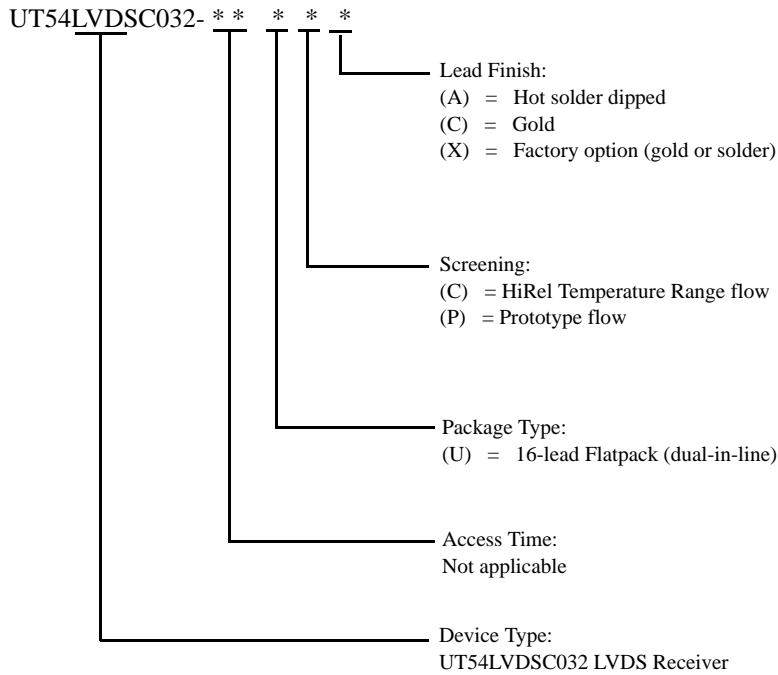 UT54LVDSC032- * * * * *
Lead Finish:
(A) = Hot solder dipped
(C) = Gold
(X) = Factory option (gold or solder)
Screening:
(C) = HiRel Temperature Range flow
(P) = Prototype flow
Package Type:
(U) = 16-lead Flatpack (dual-in-line)
Access Time:
Not applicable
Device Type:
UT54LVDSC032 LVDS Receiver